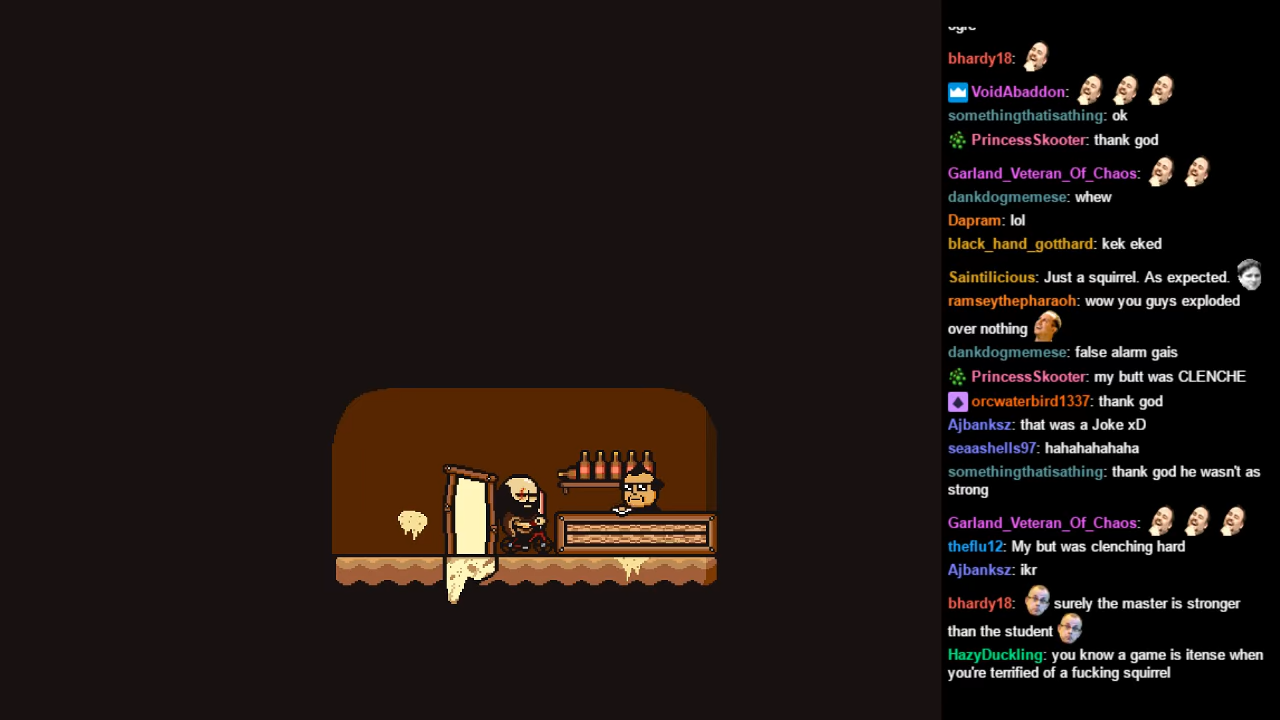 ogre
bhardy18:
VoidAbaddon:
somethingthatisathing: ok
PrincessSkooter: thank god
Garland_Veteran_Of_Chaos:
dankdogmemese: whew
Dapram: lol
black_hand_gotthard: kek eked
Saintilicious: Just a squirrel. As expected.
ramseythepharaoh: wow you guys exploded
over nothing
dankdogmemese: false alarm gais
PrincessSkooter: my butt was CLENCHE
orcwaterbird1337: thank god
Ajbanksz: that was a Joke xD
seaashells97: hahahahahaha
somethingthatisathing: thank god he wasn't as
strong
Garland_Veteran_Of_Chaos:
theflu12: My but was clenching hard
Ajbanksz: ikr
bhardy18: surely the master is stronger
than the student
HazyDuckling: you know a game is itense when
you're terrified of a fucking squirrel